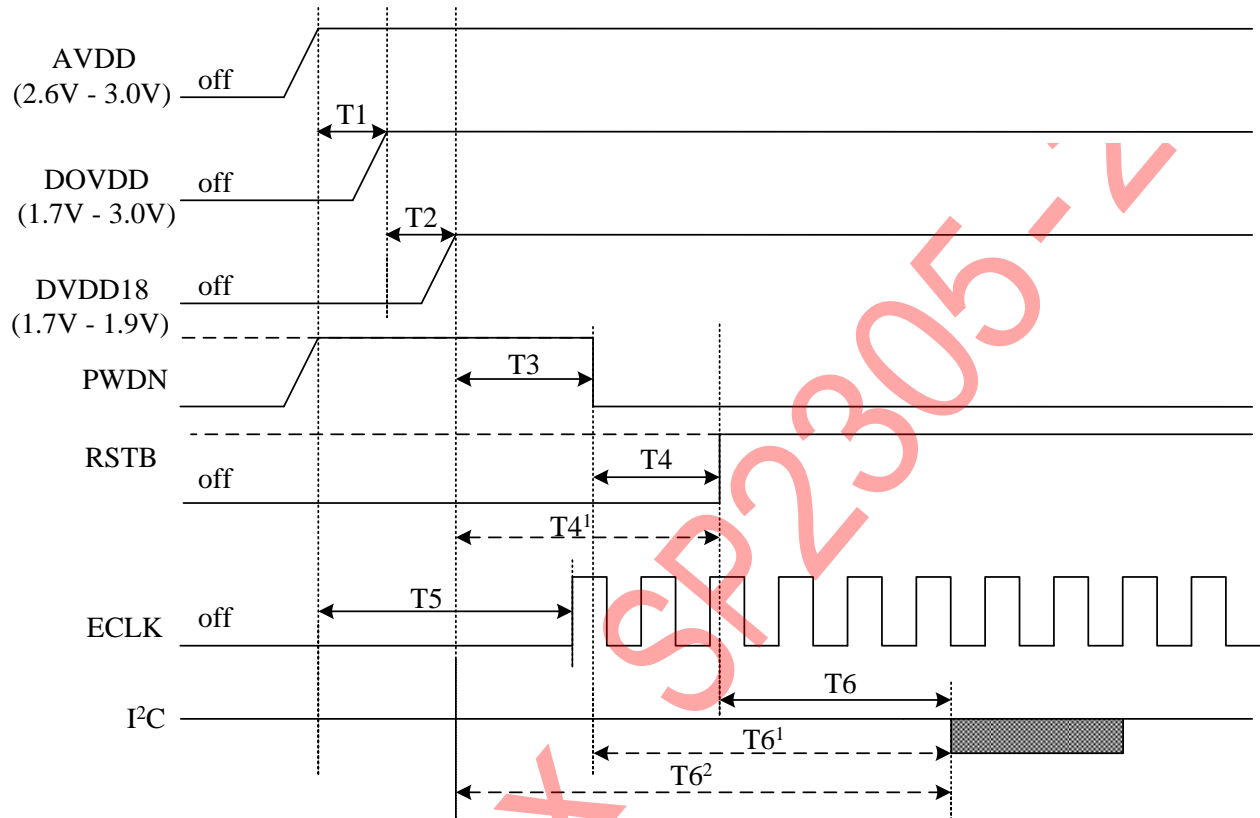 AVDD
(2.6V - 3.0V)
off
T1
DOVDD
(1.7V - 3.0V)
off
T2
DVDD18
(1.7V - 1.9V)
off
PWDN
T3
RSTB
off
T4
T4¹
ECLK
off
T5
I²C
T6
T6¹
T6²
SP2305-